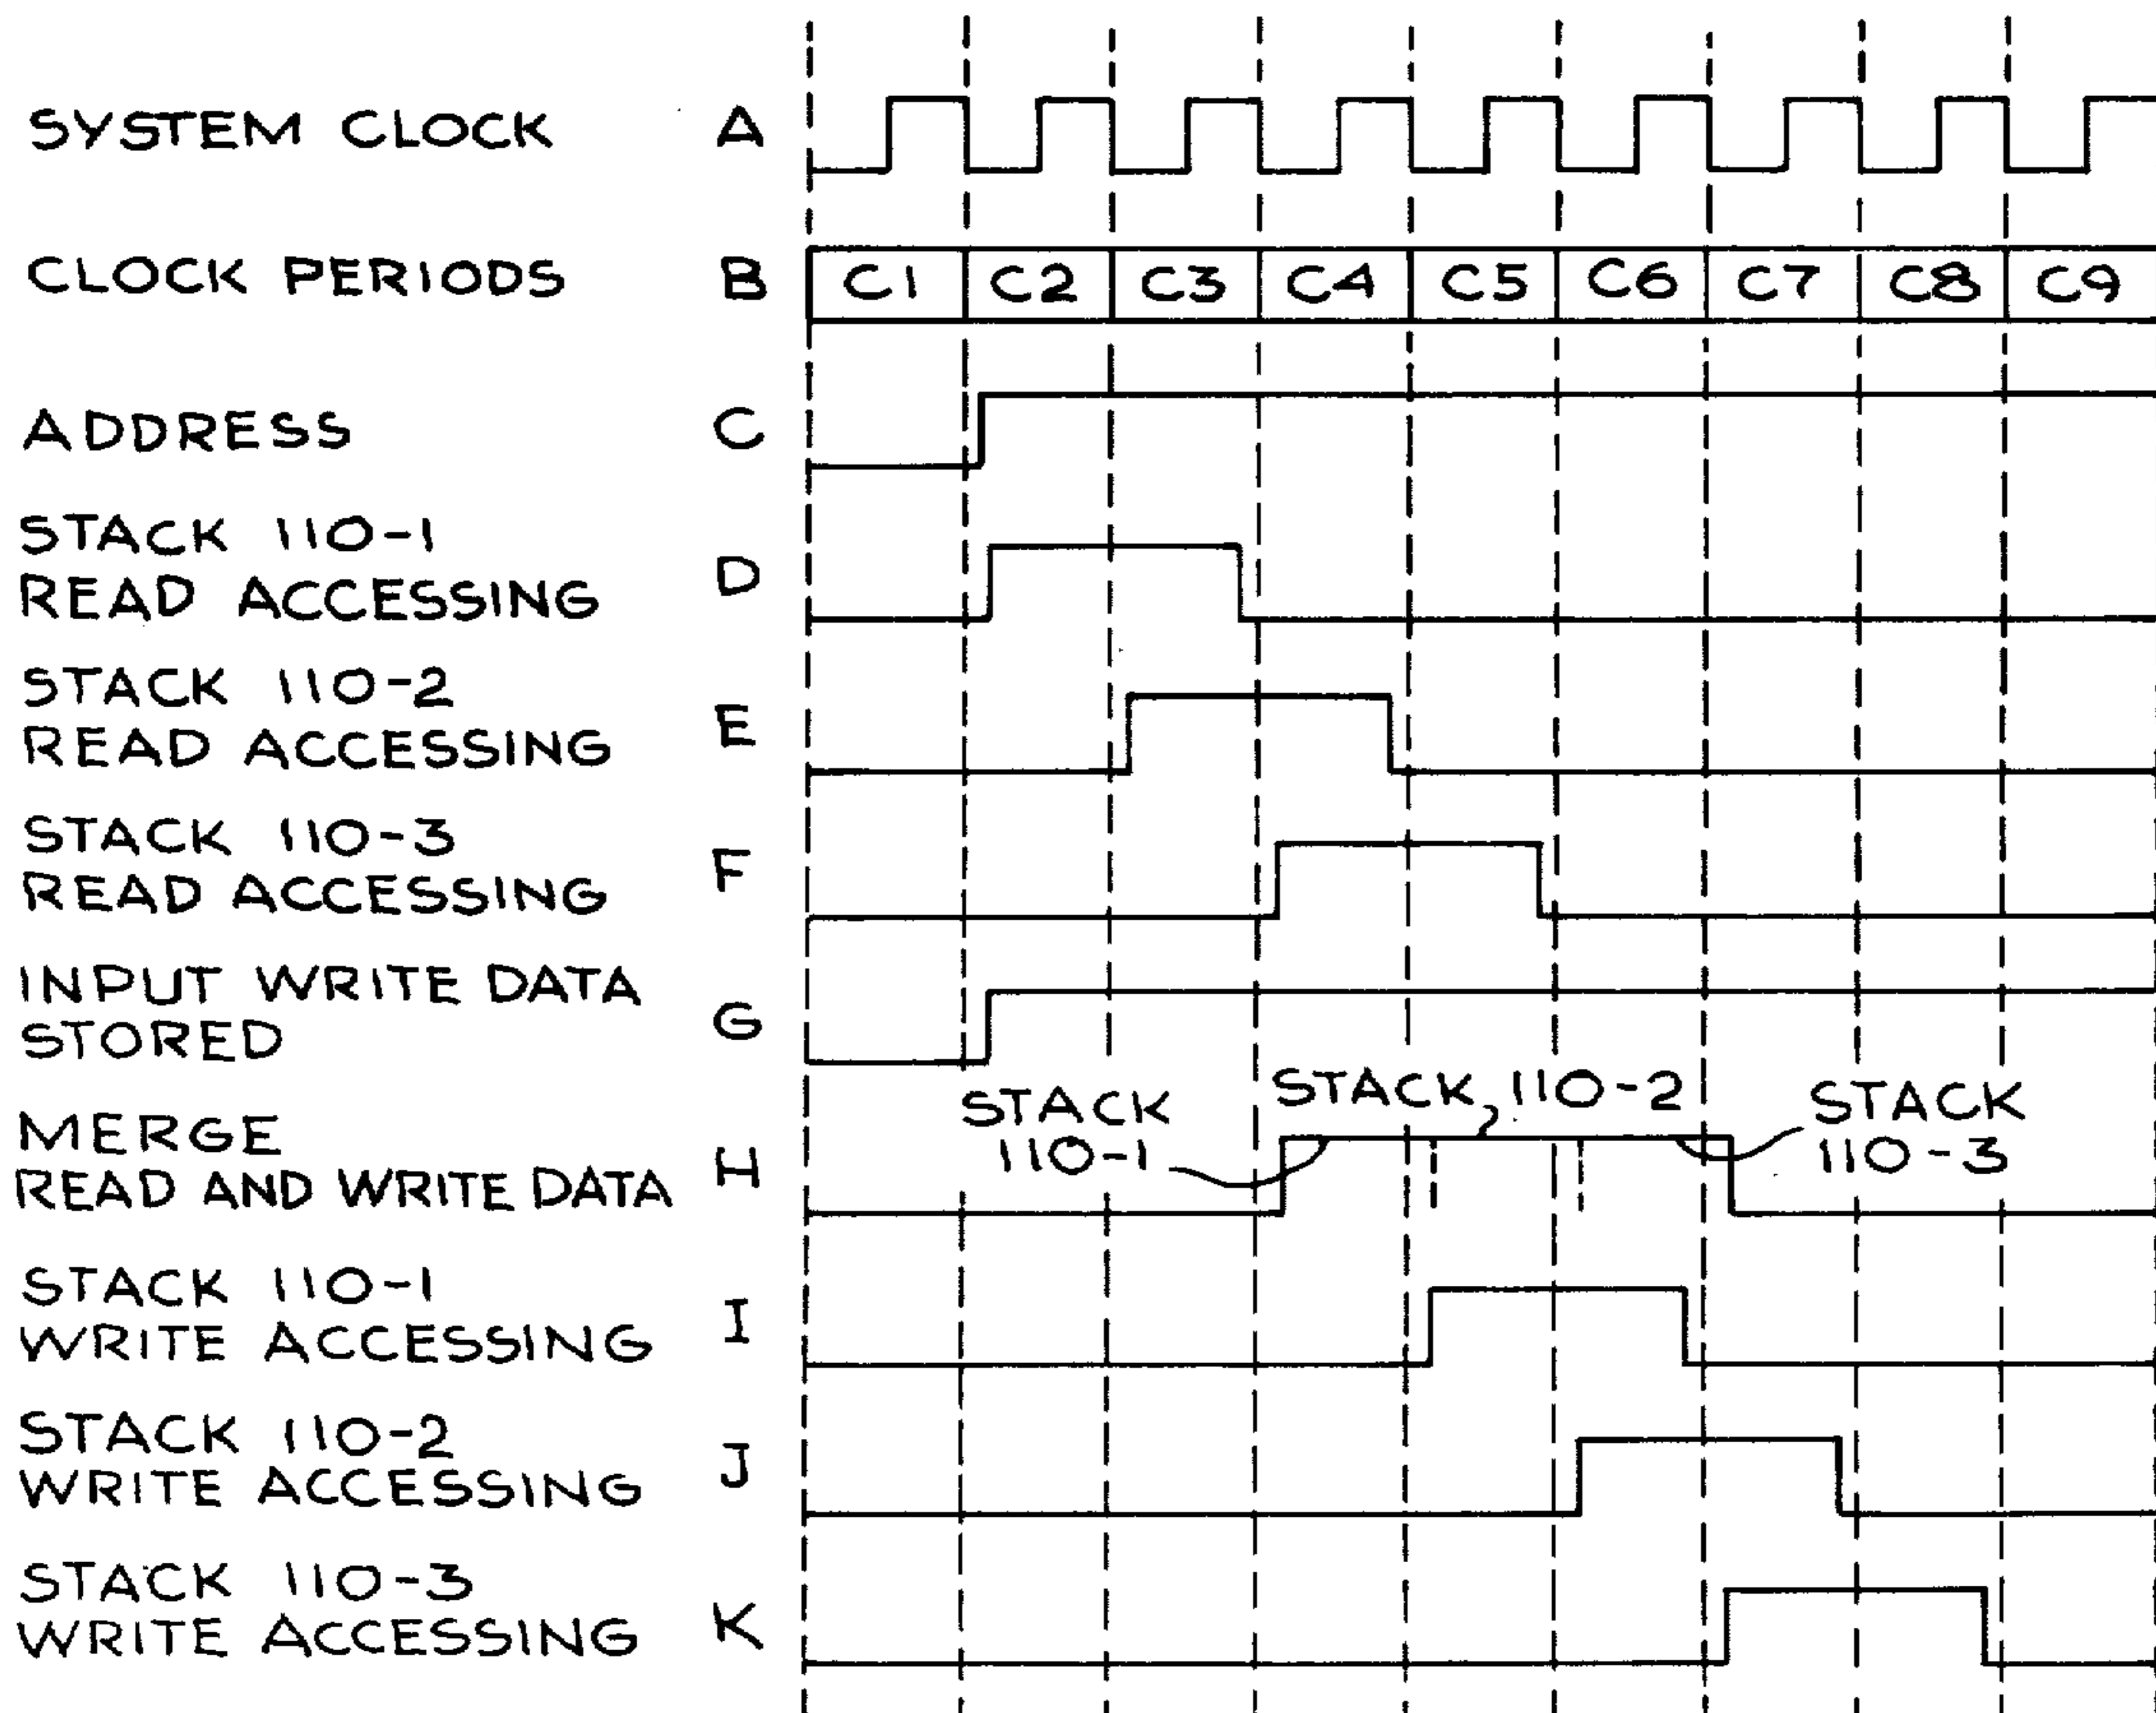 SYSTEM CLOCK A
CLOCK PERIODS B C1 C2 C3 C4 C5 C6 C7 C8 C9
ADDRESS C
STACK 110-1
READ ACCESSING D
STACK 110-2
READ ACCESSING E
STACK 110-3
READ ACCESSING F
INPUT WRITE DATA
STORED G
MERGE
READ AND WRITE DATA H
STACK
110-1
STACK 110-2
STACK
110-3
STACK 110-1
WRITE ACCESSING I
STACK 110-2
WRITE ACCESSING J
STACK 110-3
WRITE ACCESSING K